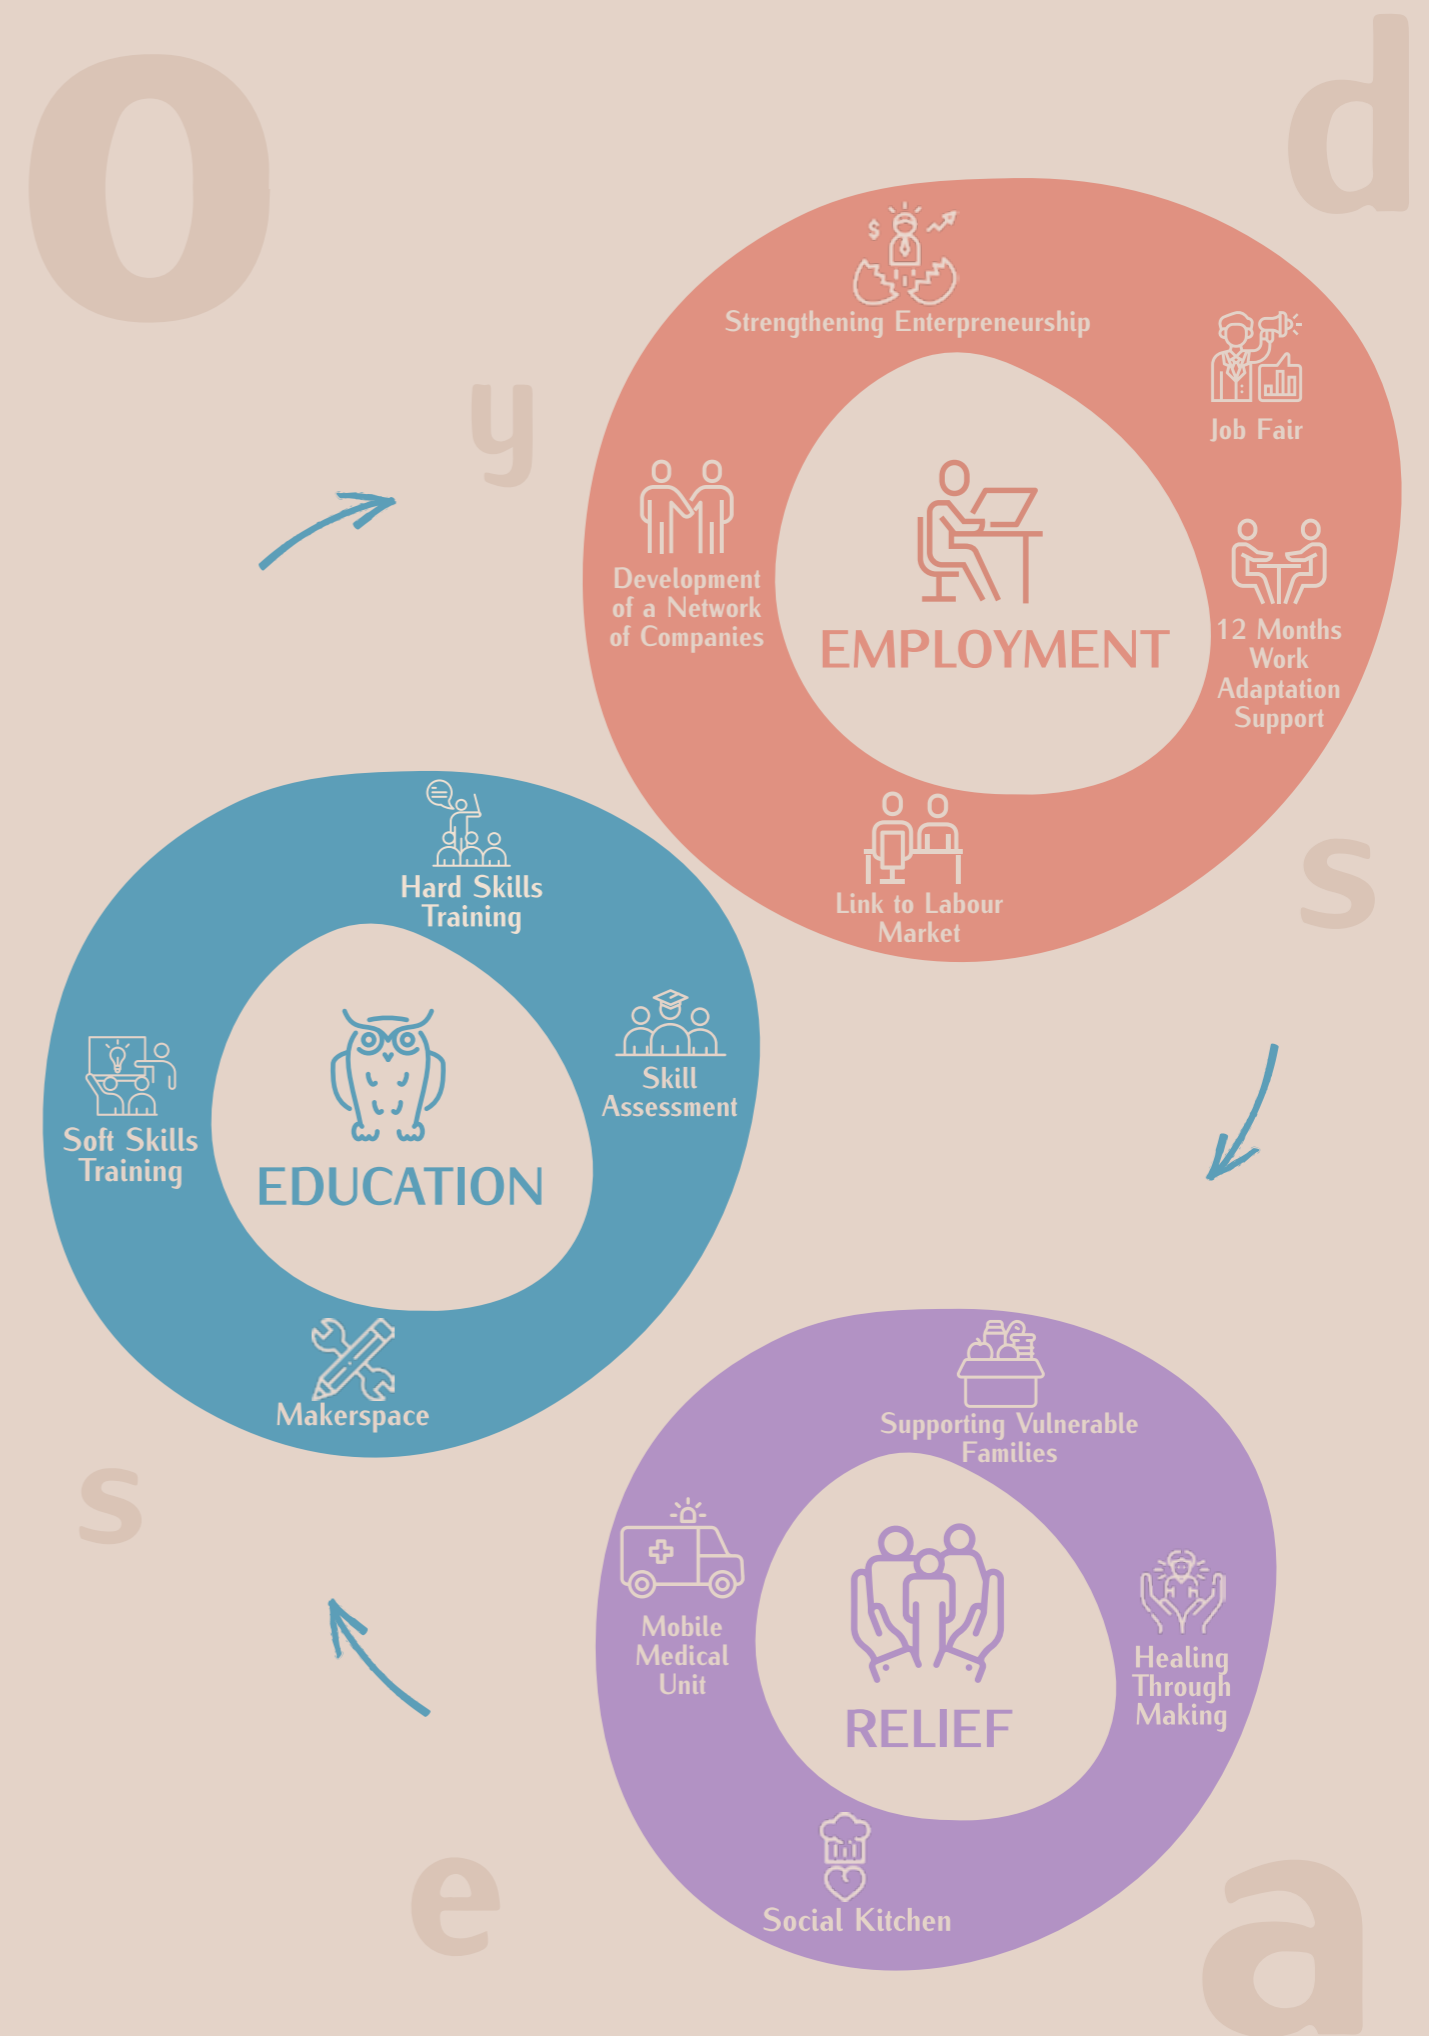 O
d
y
Strengthening Enterpreneurship
Job Fair
Development
of a Network
of Companies
EMPLOYMENT
12 Months
Work
Adaptation
Support
Link to Labour
Market
s
Hard Skills
Training
Skill
Assessment
Soft Skills
Training
EDUCATION
Makerspace
s
Supporting Vulnerable
Families
Mobile
Medical
Unit
Healing
Through
Making
RELIEF
Social Kitchen
e
a